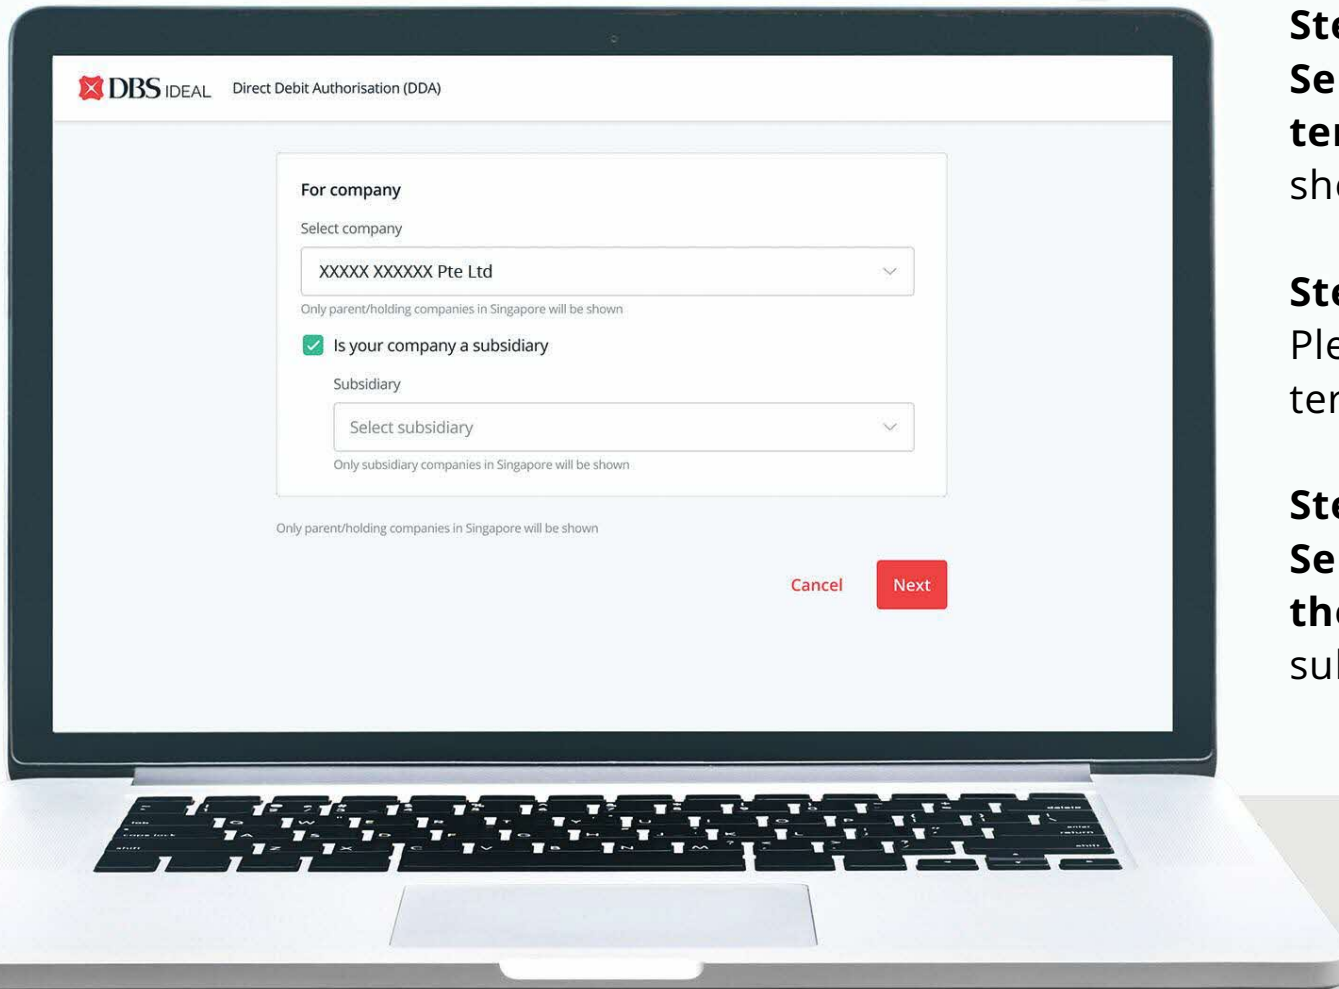 DBS IDEAL Direct Debit Authorisation (DDA)
For company
Select company
XXXXX XXXXXX Pte Ltd
Only parent/holding companies in Singapore will be shown
Is your company a subsidiary
Subsidiary
Select subsidiary
Only subsidiary companies in Singapore will be shown
Only parent/holding companies in Singapore will be shown
Cancel Next